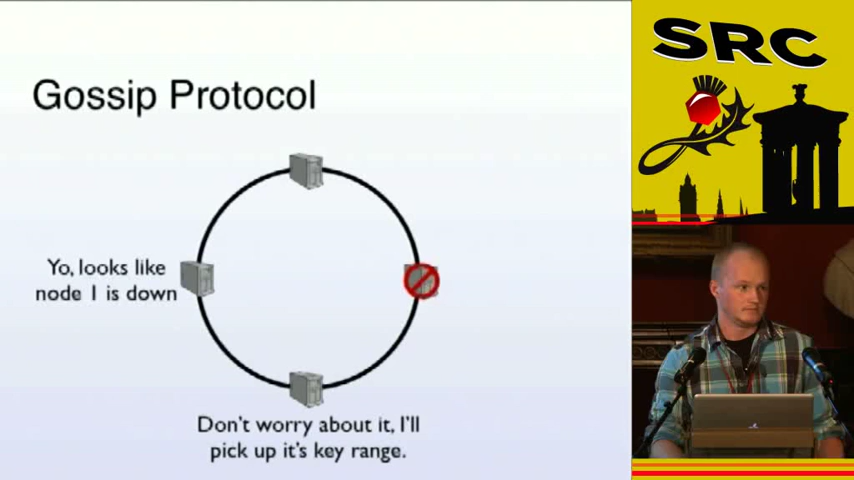 SRC
Gossip Protocol
Yo, looks like
node 1 is down
Don't worry about it, I'll
pick up it's key range.